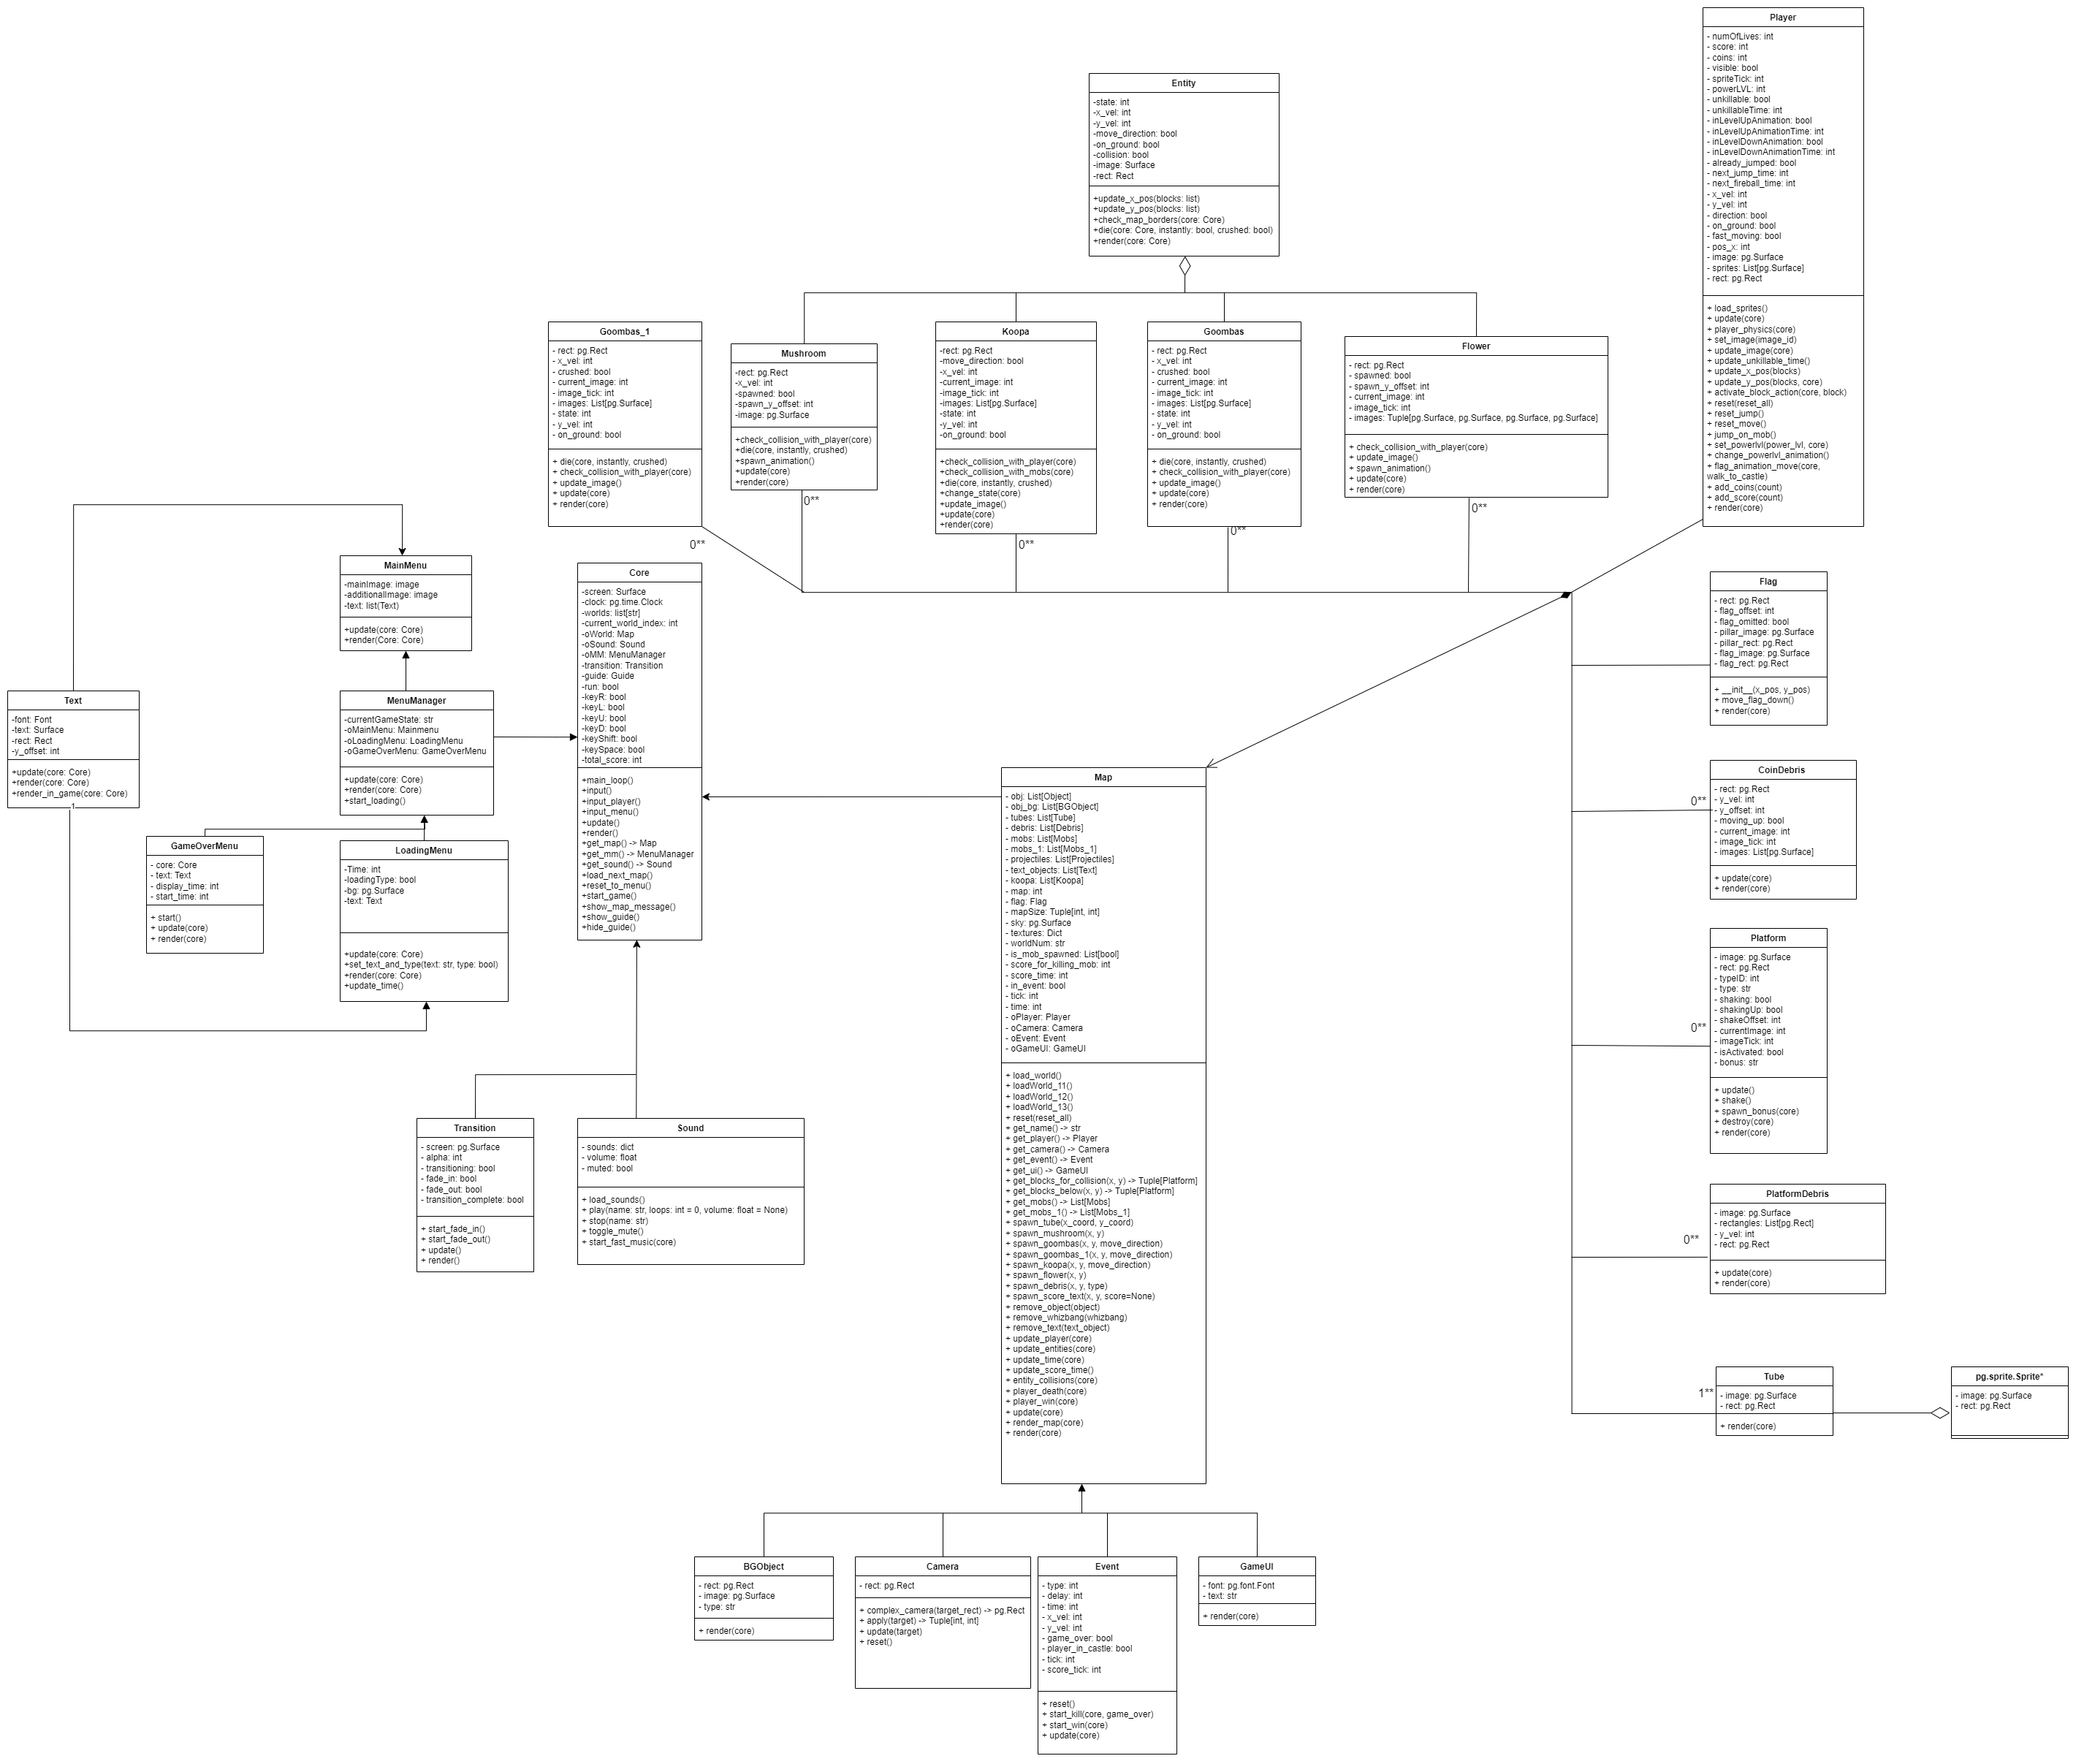 Player
- numOfLives: int
- score: int
- coins: int
- visible: bool
- spriteTick: int
- powerLVL: int
- unkillable: bool
- unkillableTime: int
- inLevelUpAnimation: bool
- inLevelUpAnimationTime: int
- inLevelDownAnimation: bool
- inLevelDownAnimationTime: int
- already_jumped: bool
- next_jump_time: int
- next_fireball_time: int
- x_vel: int
- y_vel: int
- direction: bool
- on_ground: bool
- fast_moving: bool
- pos_x: int
- image: pg.Surface
- sprites: List[pg.Surface]
- rect: pg.Rect
+ load_sprites()
+ update(core)
+ player_physics(core)
+ set_image(image_id)
+ update_image(core)
+ update_unkillable_time()
+ update_x_pos(blocks)
+ update_y_pos(blocks, core)
+ activate_block_action(core, block)
+ reset(reset_all)
+ reset_jump()
+ reset_move()
+ jump_on_mob()
+ set_powerlvl(power_lvl, core)
+ change_powerlvl_animation()
+ flag_animation_move(core,
walk_to_castle)
+ add_coins(count)
+ add_score(count)
+ render(core)
Entity
-state: int
-x_vel: int
-y_vel: int
-move_direction: bool
-on_ground: bool
-collision: bool
-image: Surface
-rect: Rect
+update_x_pos(blocks: list)
+update_y_pos(blocks: list)
+check_map_borders(core: Core)
+die(core: Core, instantly: bool, crushed: bool)
+render(core: Core)
Goombas_1
- rect: pg.Rect
- x_vel: int
- crushed: bool
- current_image: int
- image_tick: int
- images: List[pg.Surface]
- state: int
- y_vel: int
- on_ground: bool
+ die(core, instantly, crushed)
+ check_collision_with_player(core)
+ update_image()
+ update(core)
+ render(core)
0**
Mushroom
-rect: pg.Rect
-x_vel: int
-spawned: bool
-spawn_y_offset: int
-image: pg.Surface
+check_collision_with_player(core)
+die(core, instantly, crushed)
+spawn_animation()
+update(core)
+render(core)
0**
Koopa
-rect: pg.Rect
-move_direction: bool
-x_vel: int
-current_image: int
-image_tick: int
-images: List[pg.Surface]
-state: int
-y_vel: int
-on_ground: bool
+check_collision_with_player(core)
+check_collision_with_mobs(core)
+die(core, instantly, crushed)
+change_state(core)
+update_image()
+update(core)
+render(core)
0**
Goombas
- rect: pg.Rect
- x_vel: int
- crushed: bool
- current_image: int
- image_tick: int
- images: List[pg.Surface]
- state: int
- y_vel: int
- on_ground: bool
+ die(core, instantly, crushed)
+ check_collision_with_player(core)
+ update_image()
+ update(core)
+ render(core)
0**
Flower
- rect: pg.Rect
- spawned: bool
- spawn_y_offset: int
- current_image: int
- image_tick: int
- images: Tuple[pg.Surface, pg.Surface, pg.Surface, pg.Surface]
+ check_collision_with_player(core)
+ update_image()
+ spawn_animation()
+ update(core)
+ render(core)
0**
MainMenu
-mainImage: image
-additionalImage: image
-text: list(Text)
+update(core: Core)
+render(Core: Core)
Text
-font: Font
-text: Surface
-rect: Rect
-y_offset: int
+update(core: Core)
+render(core: Core)
+render_in_game(core: Core)
1
MenuManager
-currentGameState: str
-oMainMenu: Mainmenu
-oLoadingMenu: LoadingMenu
-oGameOverMenu: GameOverMenu
+update(core: Core)
+render(core: Core)
+start_loading()
GameOverMenu
- core: Core
- text: Text
- display_time: int
- start_time: int
+ start()
+ update(core)
+ render(core)
LoadingMenu
-Time: int
-loadingType: bool
-bg: pg.Surface
-text: Text
+update(core: Core)
+set_text_and_type(text: str, type: bool)
+render(core: Core)
+update_time()
Core
-screen: Surface
-clock: pg.time.Clock
-worlds: list[str]
-current_world_index: int
-oWorld: Map
-oSound: Sound
-oMM: MenuManager
-transition: Transition
-guide: Guide
-run: bool
-keyR: bool
-keyL: bool
-keyU: bool
-keyD: bool
-keyShift: bool
-keySpace: bool
-total_score: int
+main_loop()
+input()
+input_player()
+input_menu()
+update()
+render()
+get_map() -> Map
+get_mm() -> MenuManager
+get_sound() -> Sound
+load_next_map()
+reset_to_menu()
+start_game()
+show_map_message()
+show_guide()
+hide_guide()
Transition
- screen: pg.Surface
- alpha: int
- transitioning: bool
- fade_in: bool
- fade_out: bool
- transition_complete: bool
+ start_fade_in()
+ start_fade_out()
+ update()
+ render()
Sound
- sounds: dict
- volume: float
- muted: bool
+ load_sounds()
+ play(name: str, loops: int = 0, volume: float = None)
+ stop(name: str)
+ toggle_mute()
+ start_fast_music(core)
Map
- obj: List[Object]
- obj_bg: List[BGObject]
- tubes: List[Tube]
- debris: List[Debris]
- mobs: List[Mobs]
- mobs_1: List[Mobs_1]
- projectiles: List[Projectiles]
- text_objects: List[Text]
- koopa: List[Koopa]
- map: int
- flag: Flag
- mapSize: Tuple[int, int]
- sky: pg.Surface
- textures: Dict
- worldNum: str
- is_mob_spawned: List[bool]
- score_for_killing_mob: int
- score_time: int
- in_event: bool
- tick: int
- time: int
- oPlayer: Player
- oCamera: Camera
- oEvent: Event
- oGameUI: GameUI
+ load_world()
+ loadWorld_11()
+ loadWorld_12()
+ loadWorld_13()
+ reset(reset_all)
+ get_name() -> str
+ get_player() -> Player
+ get_camera() -> Camera
+ get_event() -> Event
+ get_ui() -> GameUI
+ get_blocks_for_collision(x, y) -> Tuple[Platform]
+ get_blocks_below(x, y) -> Tuple[Platform]
+ get_mobs() -> List[Mobs]
+ get_mobs_1() -> List[Mobs_1]
+ spawn_tube(x_coord, y_coord)
+ spawn_mushroom(x, y)
+ spawn_goombas(x, y, move_direction)
+ spawn_goombas_1(x, y, move_direction)
+ spawn_koopa(x, y, move_direction)
+ spawn_flower(x, y)
+ spawn_debris(x, y, type)
+ spawn_score_text(x, y, score=None)
+ remove_object(object)
+ remove_whizbang(whizbang)
+ remove_text(text_object)
+ update_player(core)
+ update_entities(core)
+ update_time(core)
+ update_score_time()
+ entity_collisions(core)
+ player_death(core)
+ player_win(core)
+ update(core)
+ render_map(core)
+ render(core)
Flag
- rect: pg.Rect
- flag_offset: int
- flag_omitted: bool
- pillar_image: pg.Surface
- pillar_rect: pg.Rect
- flag_image: pg.Surface
- flag_rect: pg.Rect
+ __init__(x_pos, y_pos)
+ move_flag_down()
+ render(core)
CoinDebris
- rect: pg.Rect
- y_vel: int
- y_offset: int
- moving_up: bool
- current_image: int
- image_tick: int
- images: List[pg.Surface]
+ update(core)
+ render(core)
0**
Platform
- image: pg.Surface
- rect: pg.Rect
- typeID: int
- type: str
- shaking: bool
- shakingUp: bool
- shakeOffset: int
- currentImage: int
- imageTick: int
- isActivated: bool
- bonus: str
+ update()
+ shake()
+ spawn_bonus(core)
+ destroy(core)
+ render(core)
0**
PlatformDebris
- image: pg.Surface
- rectangles: List[pg.Rect]
- y_vel: int
- rect: pg.Rect
+ update(core)
+ render(core)
0**
Tube
- image: pg.Surface
- rect: pg.Rect
+ render(core)
1**
pg.sprite.Sprite*
- image: pg.Surface
- rect: pg.Rect
BGObject
- rect: pg.Rect
- image: pg.Surface
- type: str
+ render(core)
Camera
- rect: pg.Rect
+ complex_camera(target_rect) -> pg.Rect
+ apply(target) -> Tuple[int, int]
+ update(target)
+ reset()
Event
- type: int
- delay: int
- time: int
- x_vel: int
- y_vel: int
- game_over: bool
- player_in_castle: bool
- tick: int
- score_tick: int
+ reset()
+ start_kill(core, game_over)
+ start_win(core)
+ update(core)
GameUI
- font: pg.font.Font
- text: str
+ render(core)